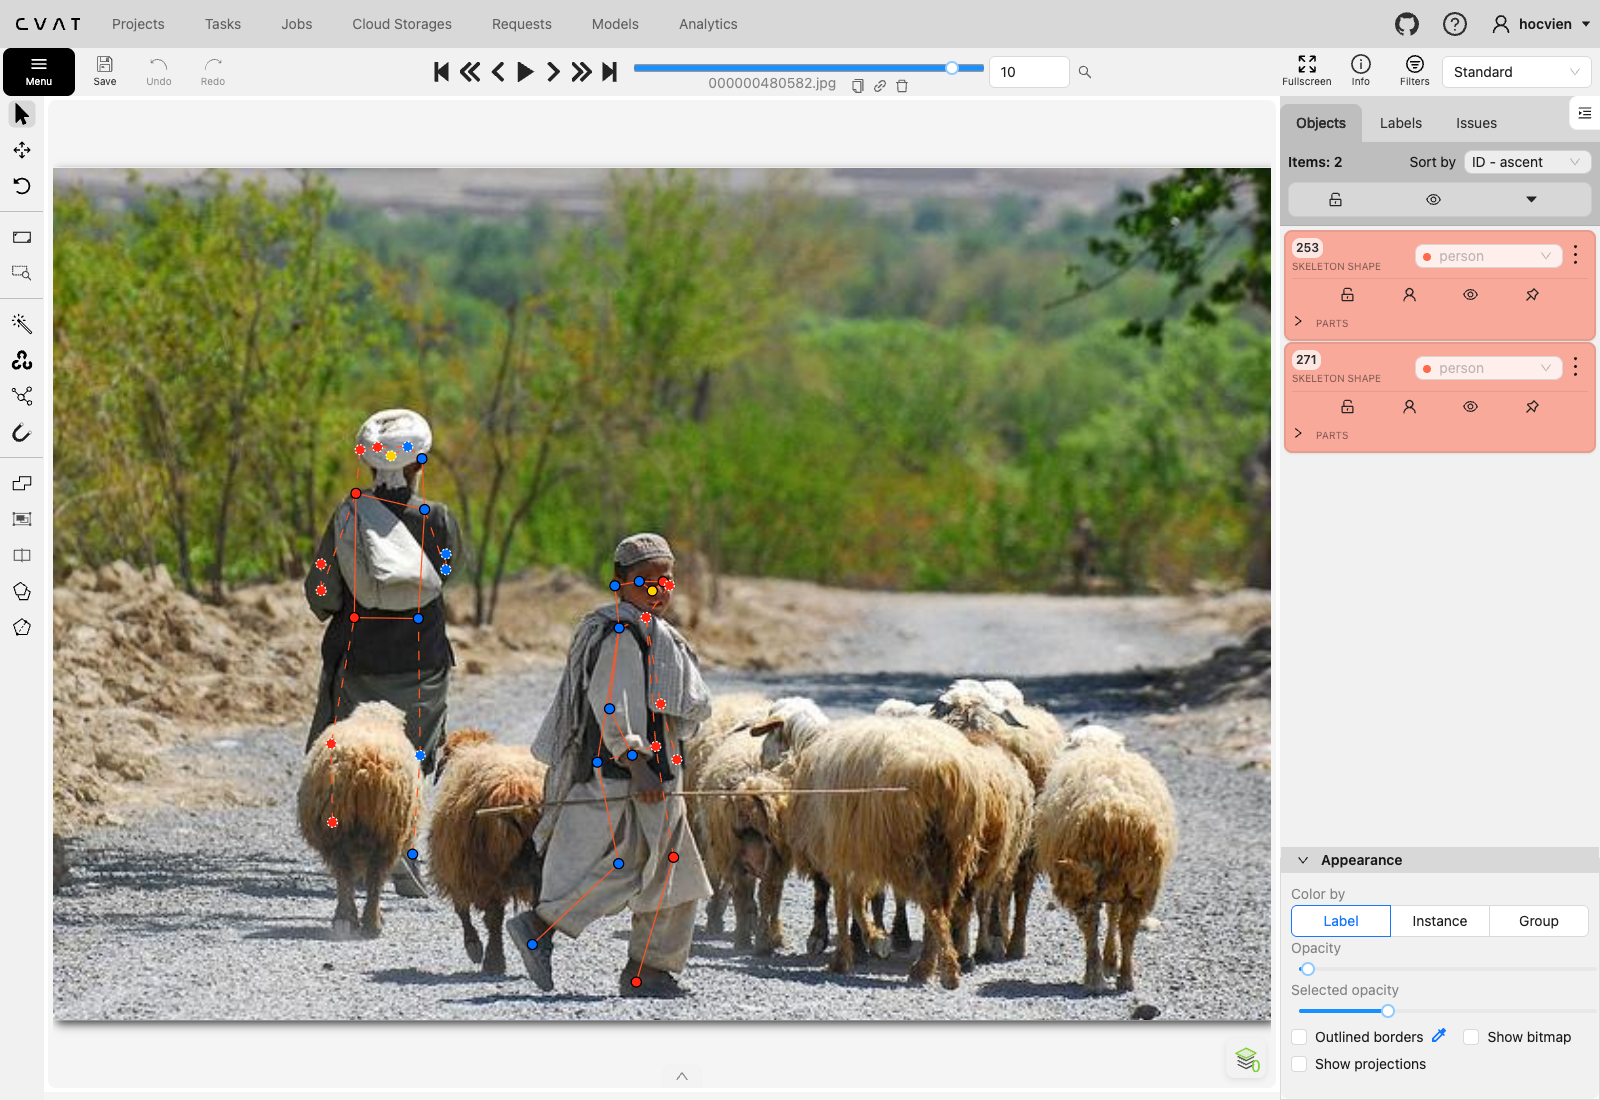 CVAT
Projects
Tasks
Jobs
Cloud Storages
Requests
Models
Analytics
hocvien
Menu
Save
Undo
Redo
000000480582.jpg
10
Fullscreen
Info
Filters
Standard
Objects
Labels
Issues
Items: 2
Sort by
ID - ascent
253
SKELETON SHAPE
person
PARTS
271
SKELETON SHAPE
person
PARTS
Appearance
Color by
Label
Instance
Group
Opacity
Selected opacity
Outlined borders
Show bitmap
Show projections
0